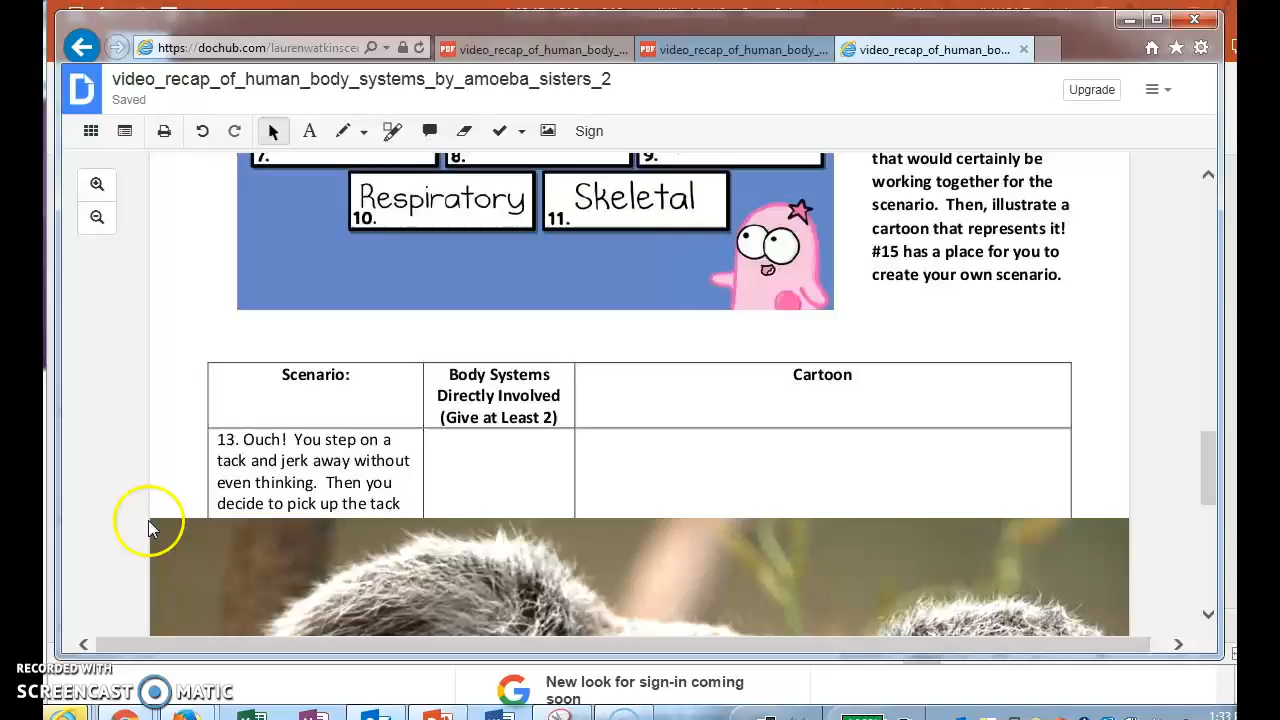 https://dochub.com/laurenwatkinscec
video_recap_of_human_body_...
video_recap_of_human_body_...
video_recap_of_human_bo...
video_recap_of_human_body_systems_by_amoeba_sisters_2
Saved
Upgrade
A
Sign
7.
8.
9.
Respiratory
10.
Skeletal
11.
that would certainly be
working together for the
scenario. Then, illustrate a
cartoon that represents it!
#15 has a place for you to
create your own scenario.
Scenario:
Body Systems
Directly Involved
(Give at Least 2)
Cartoon
13. Ouch! You step on a
tack and jerk away without
even thinking. Then you
decide to pick up the tack
RECORDED WITH
SCREENCAST MATIC
New look for sign-in coming
soon
1:33